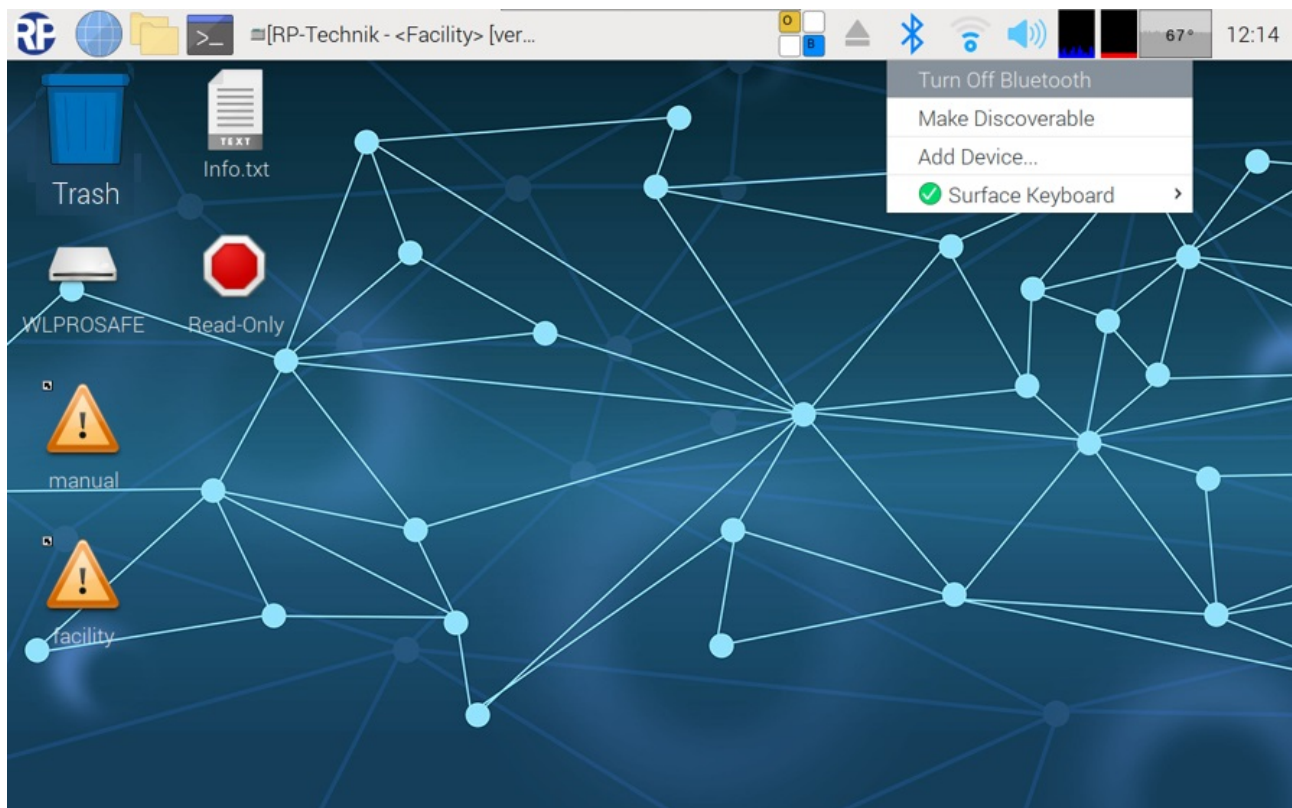 RP
>_
[RP-Technik - <Facility> [ver...
O
B
67°
12:14
Turn Off Bluetooth
Make Discoverable
Add Device...
Surface Keyboard
TEXT
Trash
Info.txt
WLPROSAFE
Read-Only
manual
facility